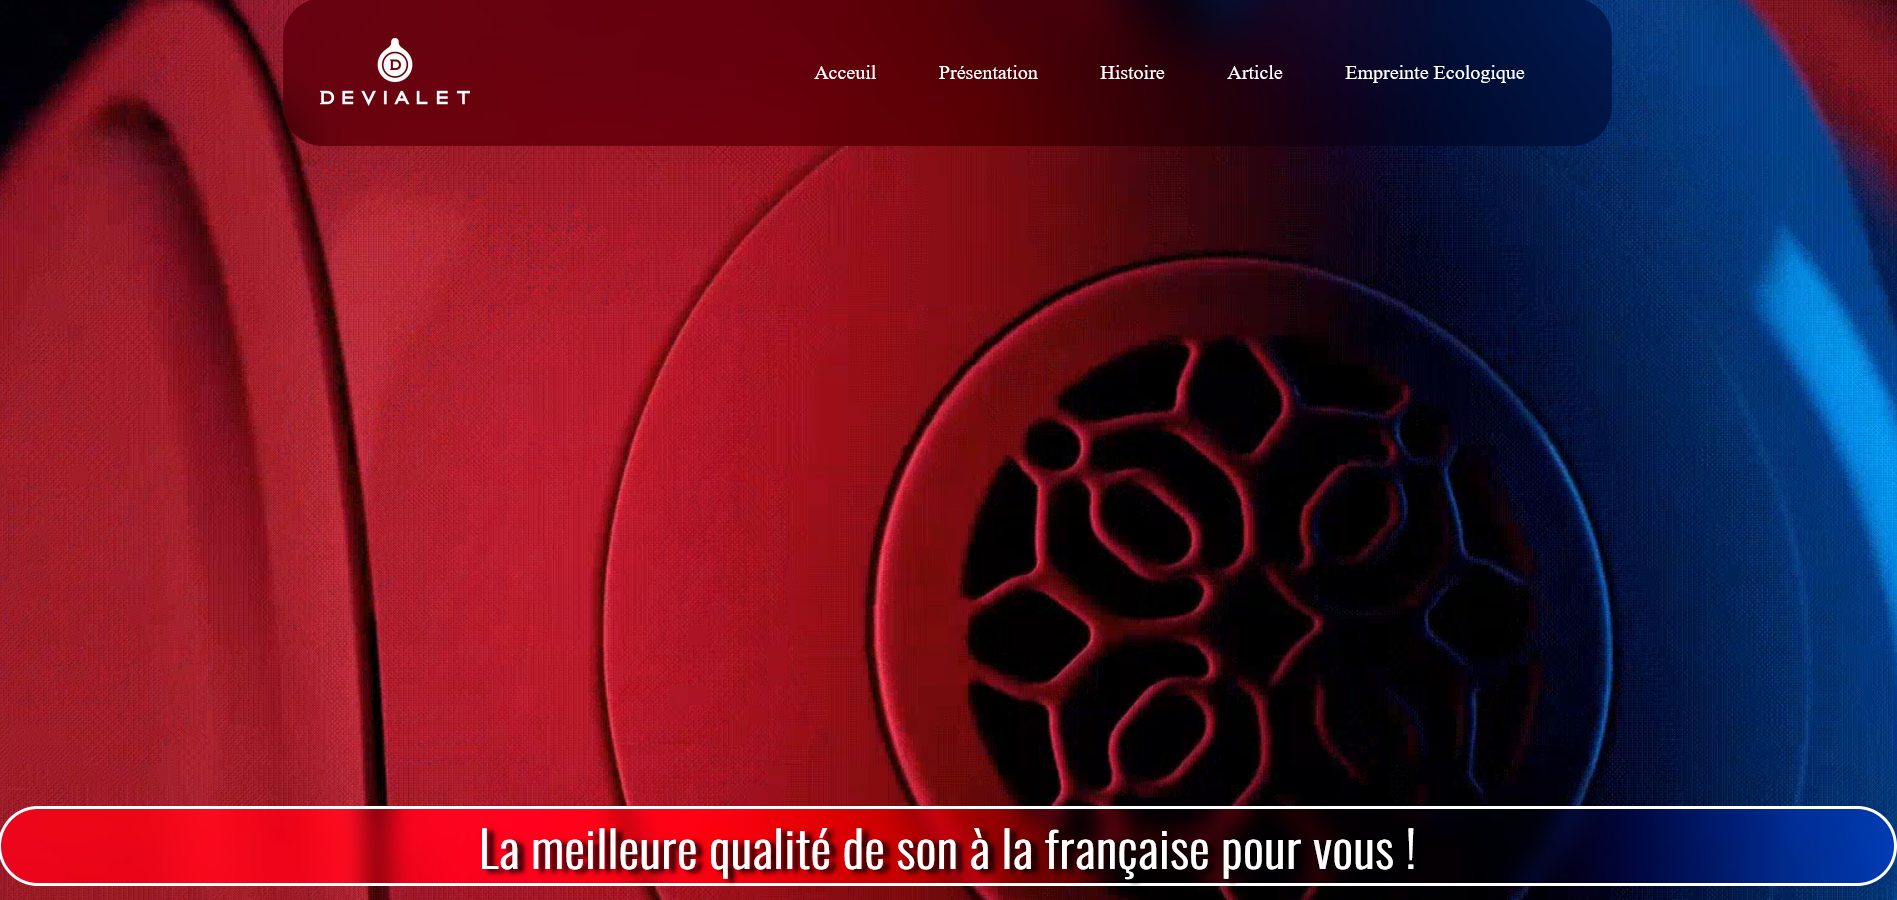 D
DEVIALET
Acceuil Présentation Histoire Article Empreinte Ecologique
La meilleure qualité de son à la française pour vous !